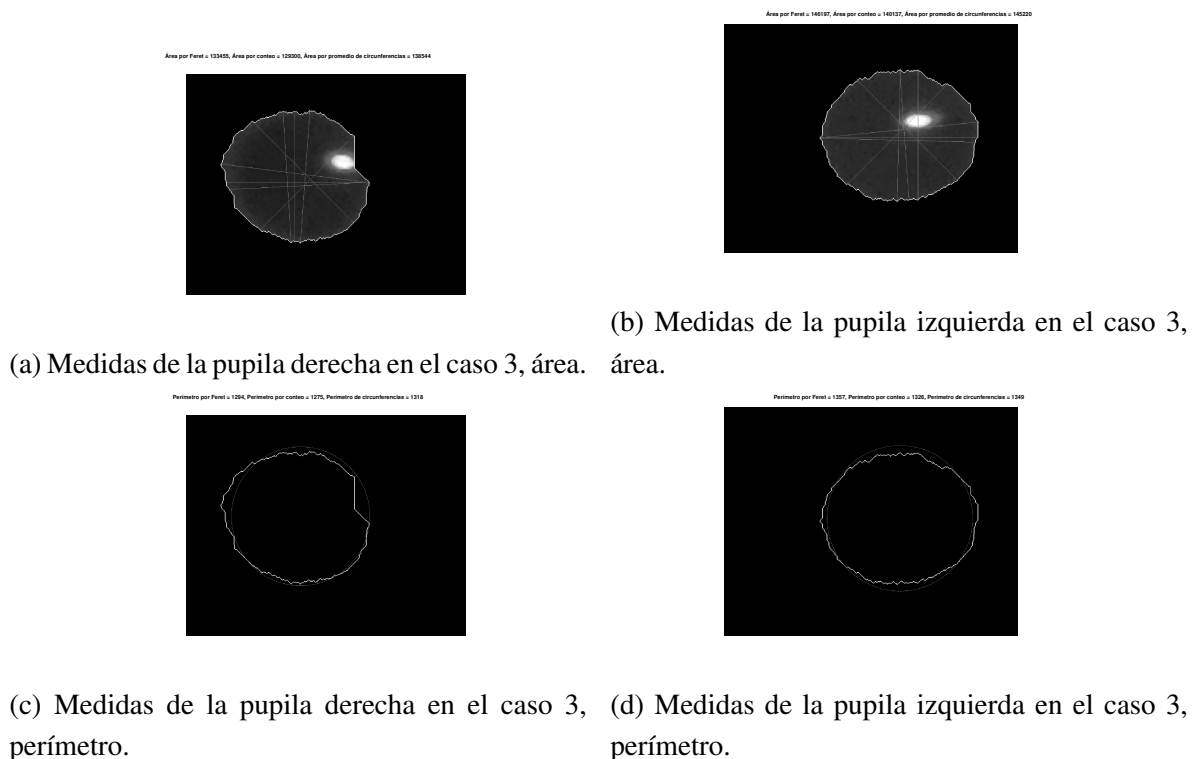 Área por Feret = 146197, Área por conteo = 140137, Área por promedio de circunferencias = 145220
Área por Feret = 133455, Área por conteo = 129300, Área por promedio de circunferencias = 138544
(b) Medidas de la pupila izquierda en el caso 3,
(a) Medidas de la pupila derecha en el caso 3, área.
área.
Perímetro por Feret = 1294, Perímetro por conteo = 1275, Perímetro de circunferencias = 1318
Perímetro por Feret = 1357, Perímetro por conteo = 1326, Perímetro de circunferencias = 1349
(c) Medidas de la pupila derecha en el caso 3,
perímetro.
(d) Medidas de la pupila izquierda en el caso 3,
perímetro.